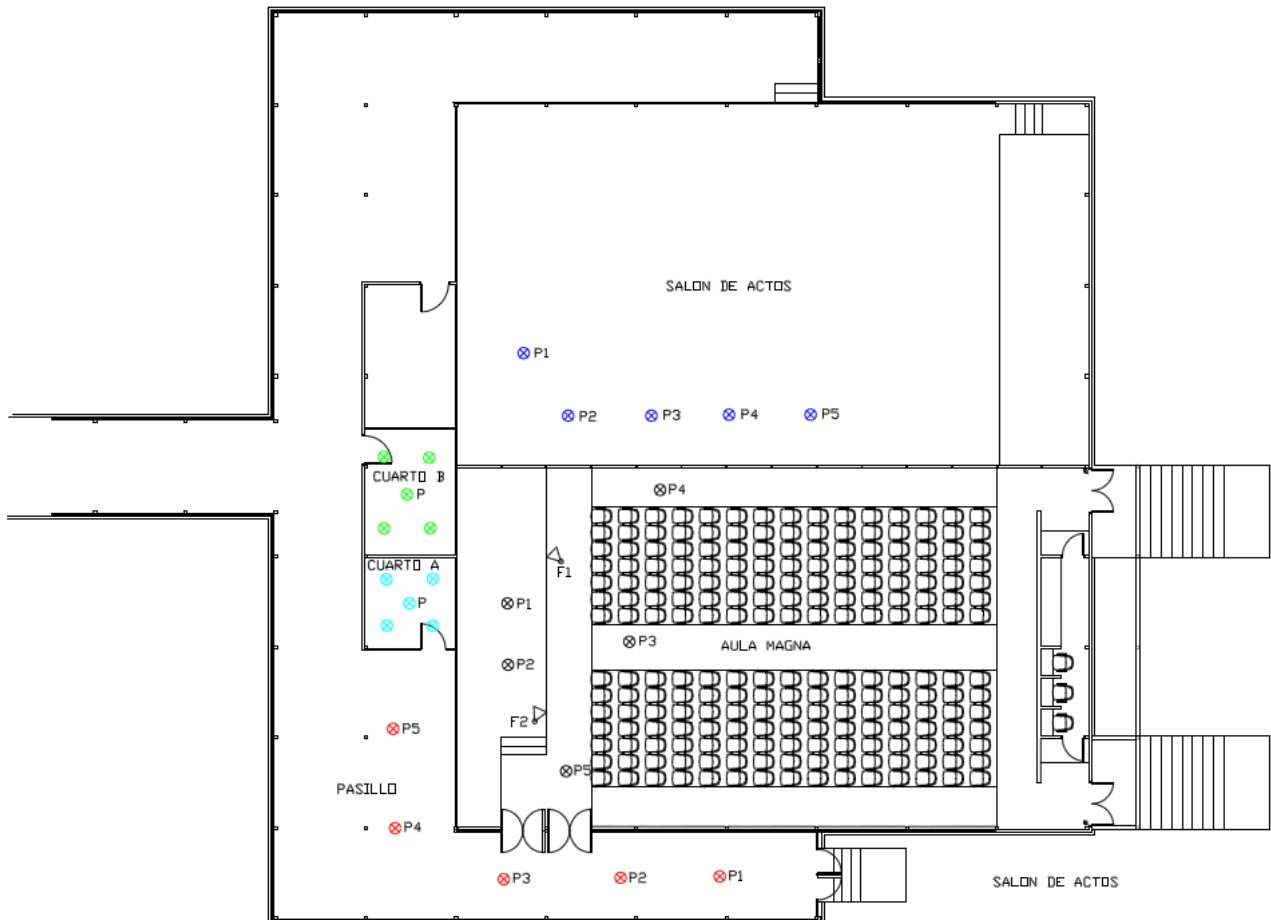 SALON DE ACTOS
P1
P2
P3
P4
P5
P4
CUARTO B
P
F1
CUARTO A
P
P1
P3
AULA MAGNA
P2
F2
P5
P5
PASILLO
P4
P3
P2
P1
SALON DE ACTOS